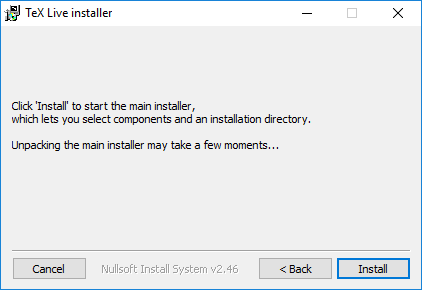 TeX Live installer
Click 'Install' to start the main installer,
which lets you select components and an installation directory.
Unpacking the main installer may take a few moments...
Cancel
Nullsoft Install System v2.46
< Back
Install